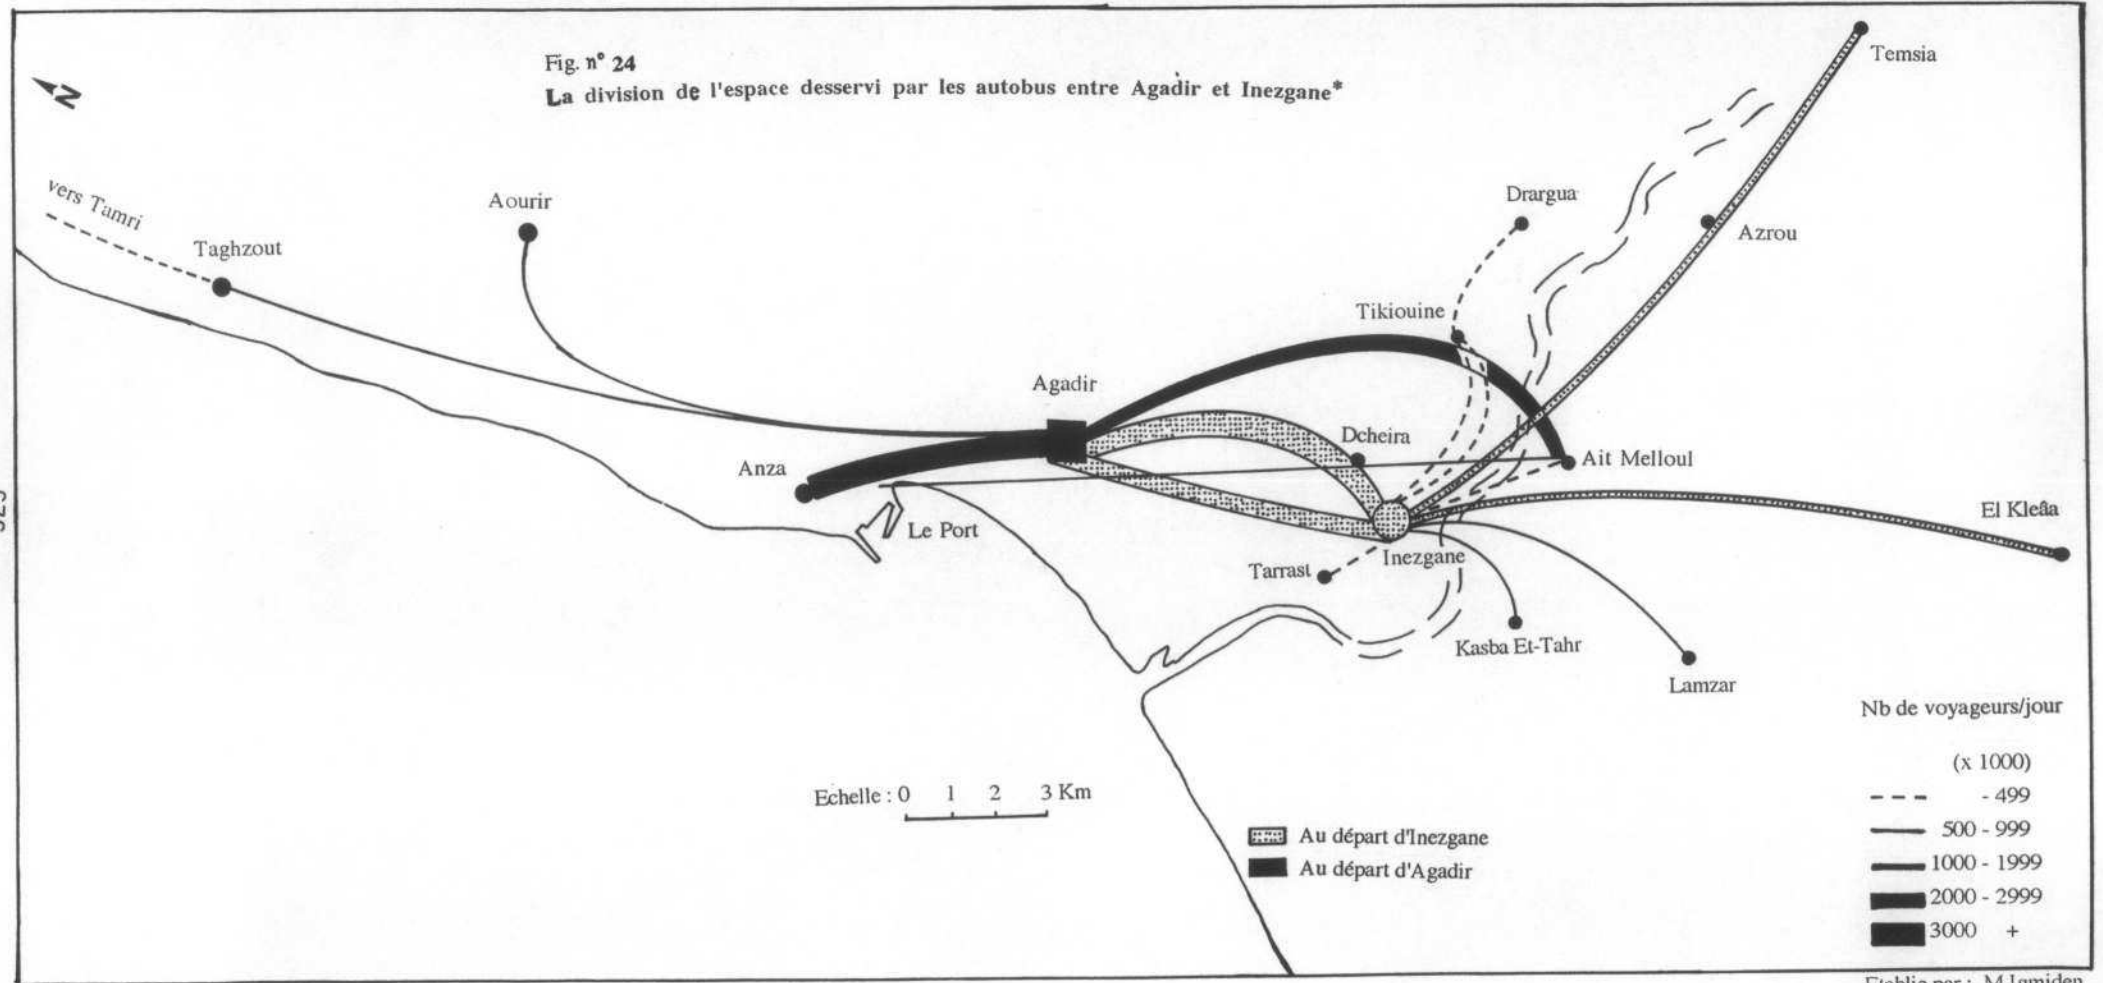 Fig. n° 24
La division de l'espace desservi par les autobus entre Agadir et Inezgane*
N
Temsia
vers Tamri
Aourir
Drargua
Azrou
Taghzout
Tikiouine
Agadir
Dcheira
Ait Melloul
Anza
El Kleâa
Le Port
Inezgane
Tarrast
Kasba Et-Tahr
Lamzar
Nb de voyageurs/jour
(x 1000)
- 499
500 - 999
1000 - 1999
2000 - 2999
3000 +
Echelle : 0 1 2 3 Km
Au départ d'Inezgane
Au départ d'Agadir